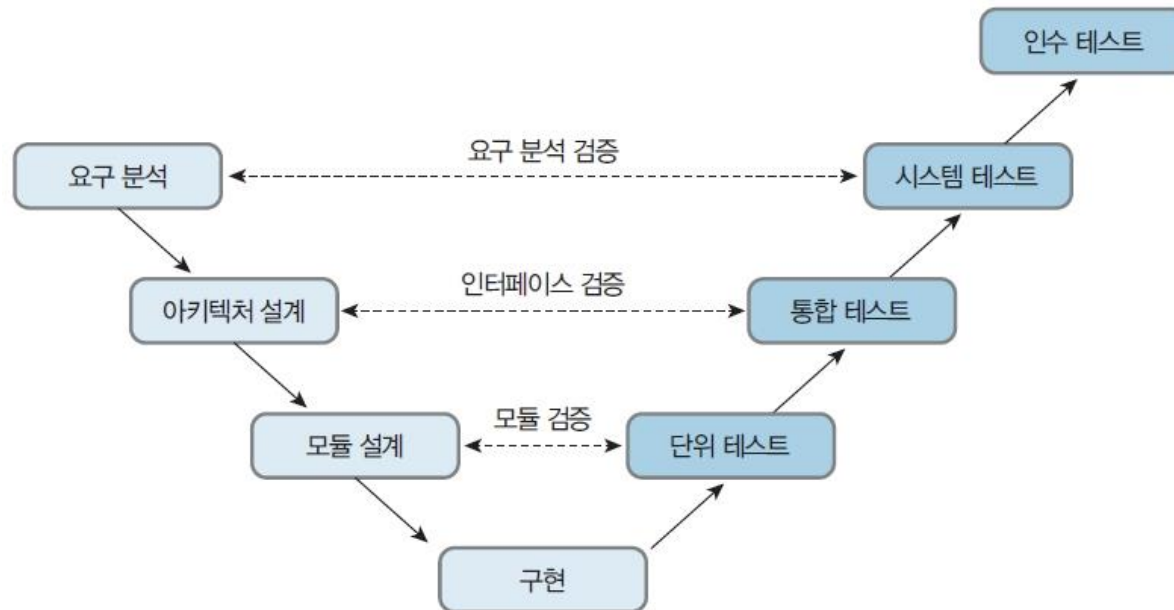 인수 테스트
요구 분석 검증
요구 분석
시스템 테스트
인터페이스 검증
아키텍처 설계
통합 테스트
모듈 검증
모듈 설계
단위 테스트
구현